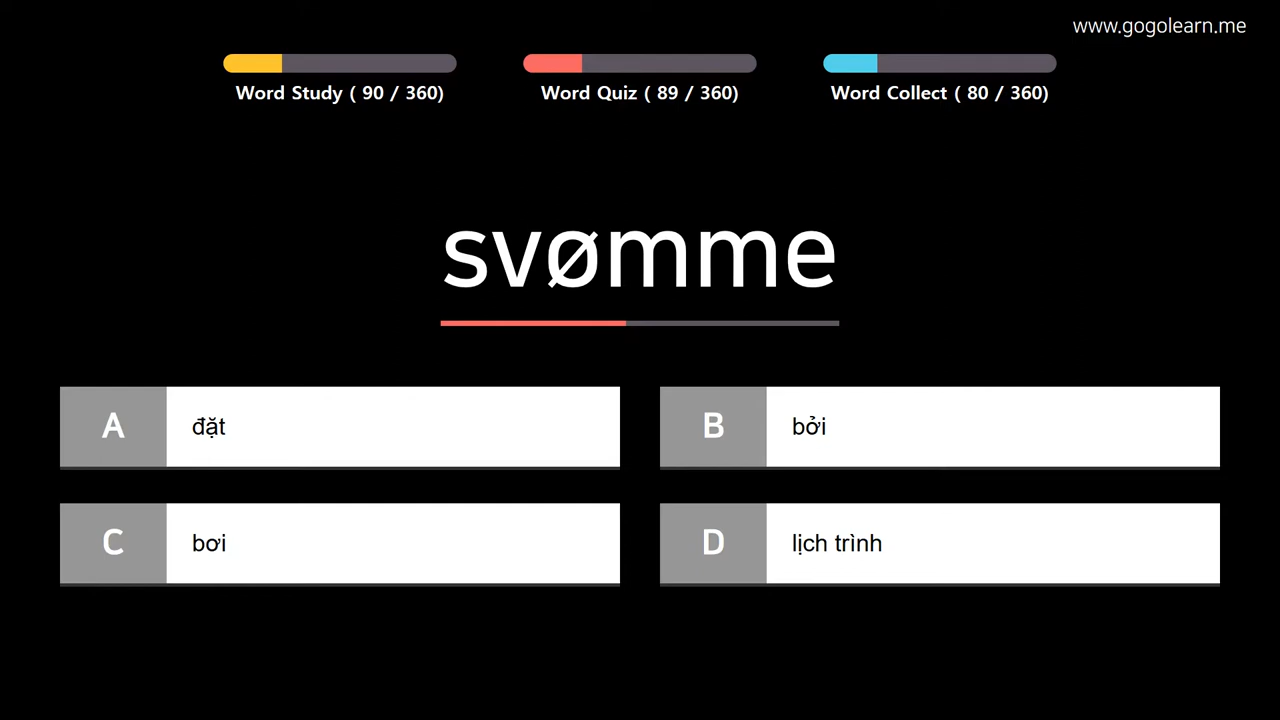 www.gogolearn.me
Word Study ( 90 / 360)
Word Quiz ( 89 / 360)
Word Collect ( 80 / 360)
svømme
A đặt
B bởi
C bơi
D lịch trình